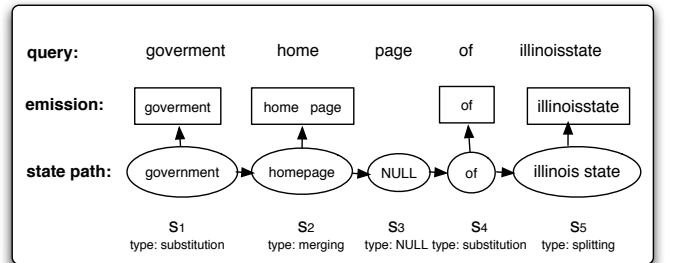 query: goverment home page of illinoisstate
emission: goverment home page of illinoisstate
state path: government homepage NULL of illinois state
S1 S2 S3 S4 S5
type: substitution type: merging type: NULL type: substitution type: splitting